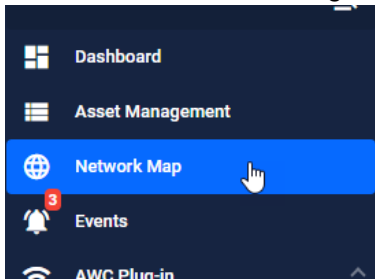 Dashboard
Asset Management
Network Map
3
Events
AWC Plug-in